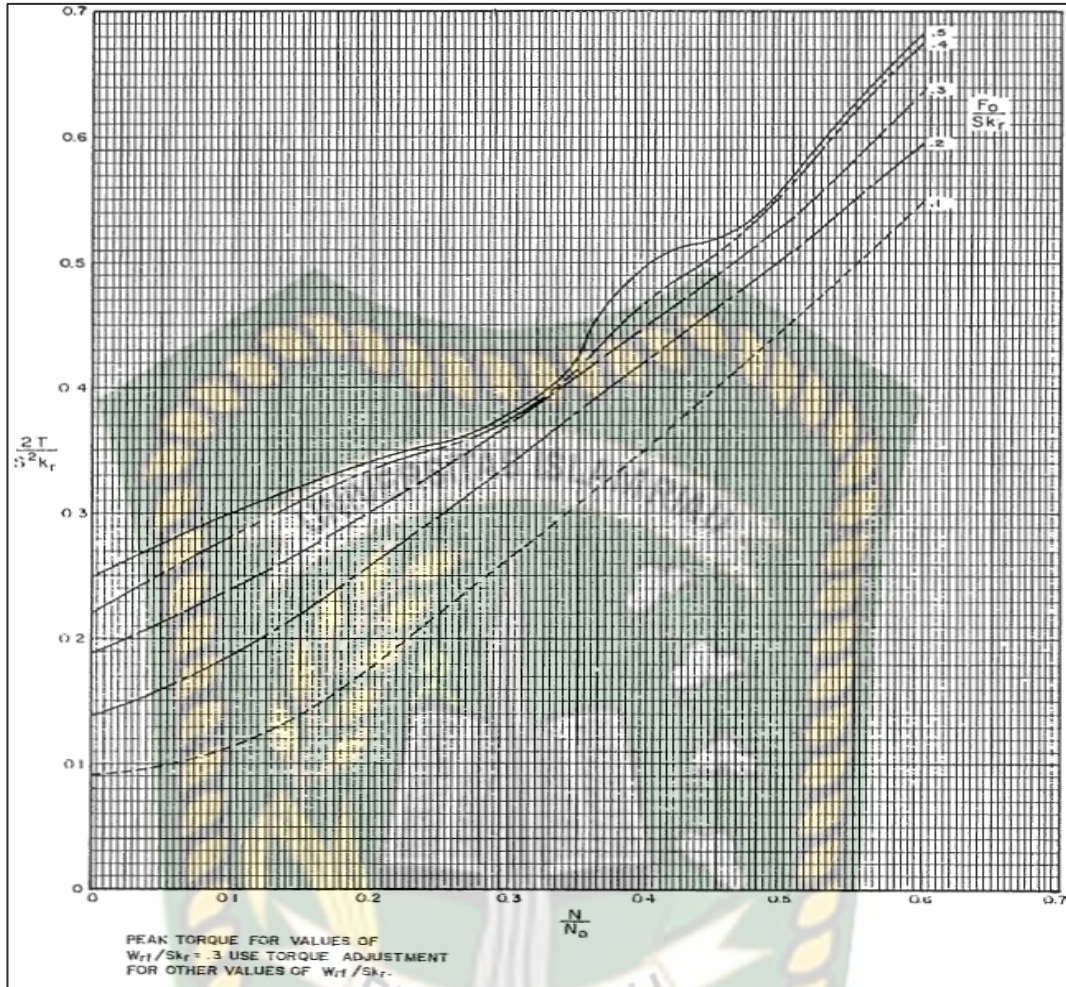 0.7
0.6
0.5
0.4
0.3
0.2
0.1
0
2T
S²kr
.5
.4
.3
.2
.1
Fo
Skr
0 0.1 0.2 0.3 0.4 0.5 0.6 0.7
N
No
PEAK TORQUE FOR VALUES OF
Wrf/Skr = .3 USE TORQUE ADJUSTMENT
FOR OTHER VALUES OF Wrf/Skr.